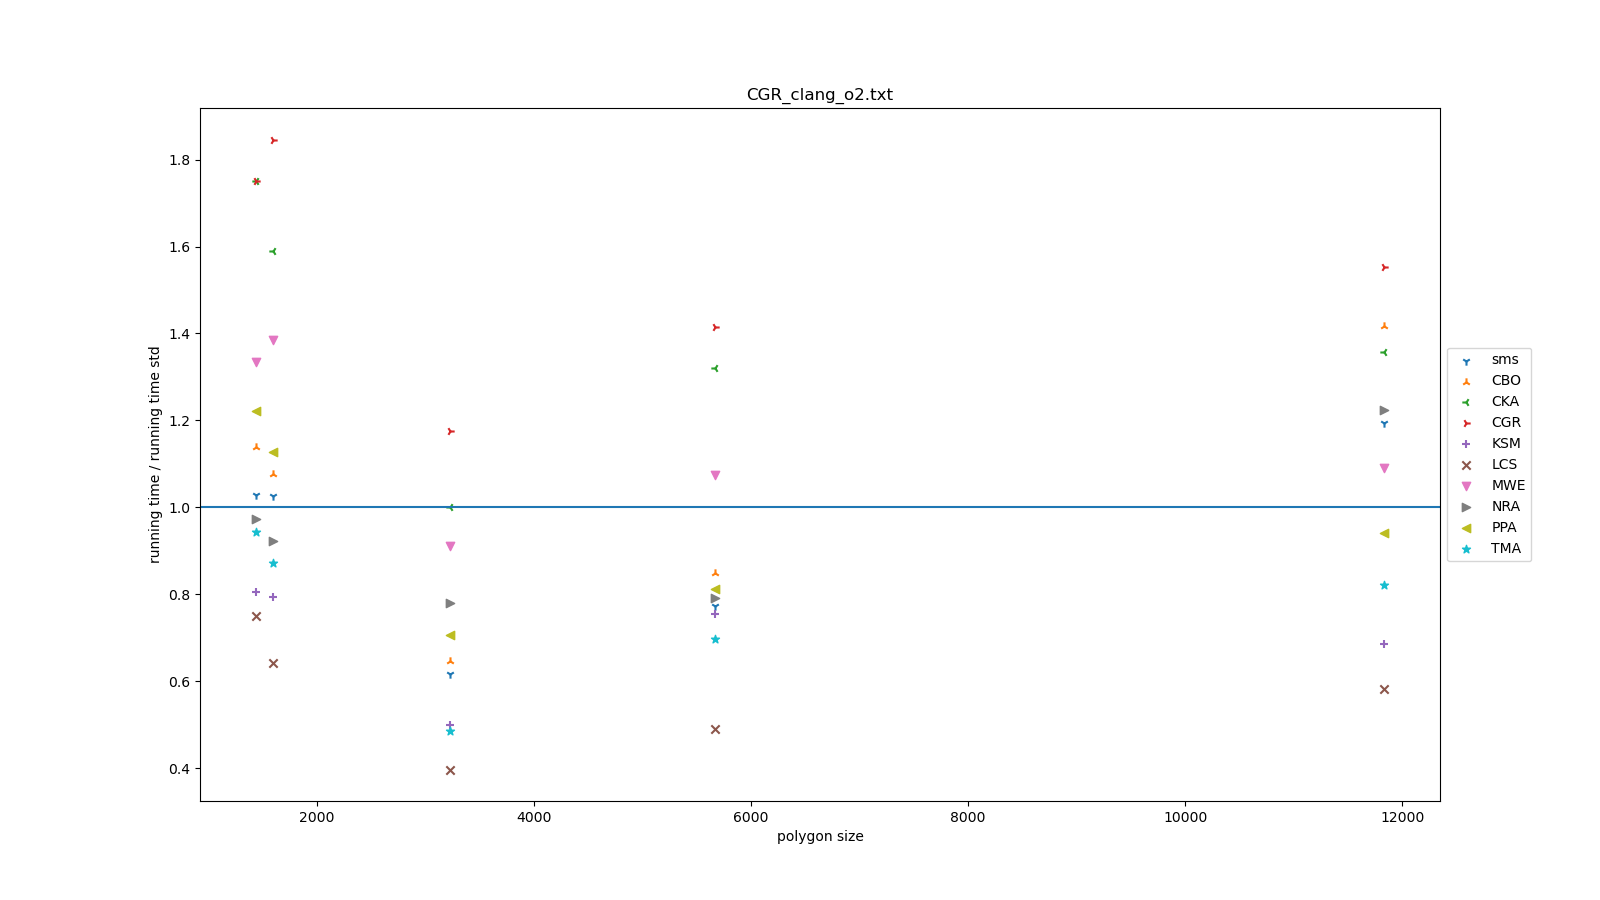 CGR_clang_o2.txt
running time / running time std
1.8
1.6
1.4
1.2
1.0
0.8
0.6
0.4
2000 4000 6000 8000 10000 12000
polygon size
sms
CBO
CKA
CGR
KSM
LCS
MWE
NRA
PPA
TMA